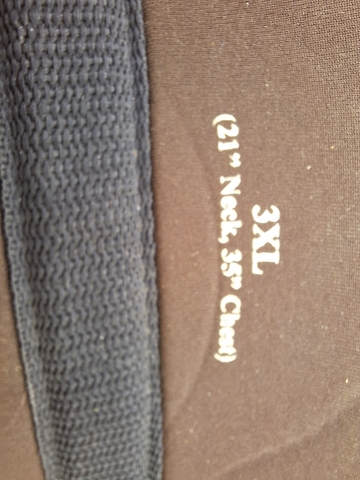 3XL
(21" Neck, 35" Chest)